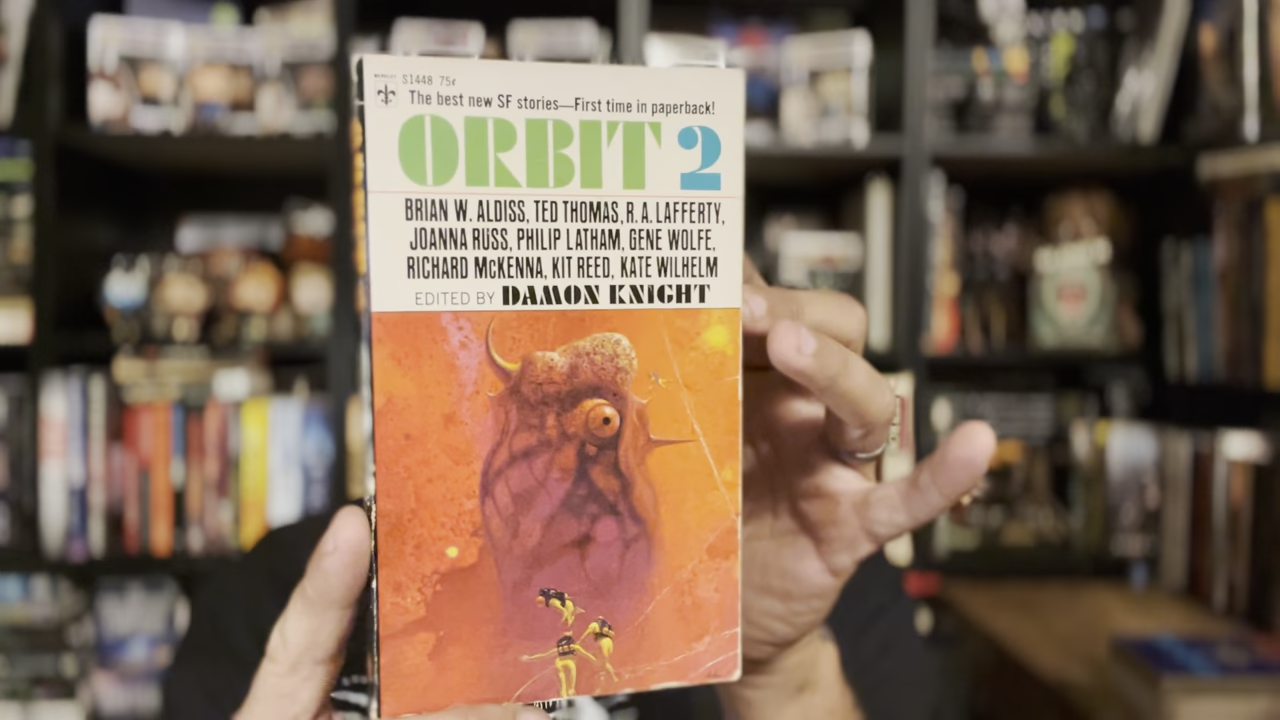 BERKLEY
S1448 75¢
The best new SF stories—First time in paperback!
ORBIT 2
BRIAN W. ALDISS, TED THOMAS, R. A. LAFFERTY,
JOANNA RUSS, PHILIP LATHAM, GENE WOLFE,
RICHARD McKENNA, KIT REED, KATE WILHELM
EDITED BY DAMON KNIGHT